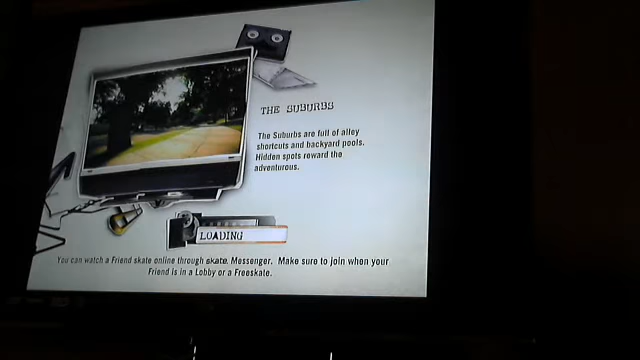 THE SUBURBS
The Suburbs are full of alley
shortcuts and backyard pools.
Hidden spots reward the
adventurous.
LOADING
You can watch a Friend skate online through skate. Messenger. Make sure to join when your
Friend is in a Lobby or a Freeskate.